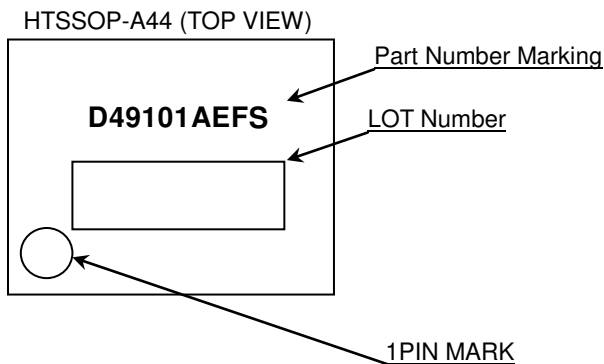 HTSSOP-A44 (TOP VIEW)
Part Number Marking
D49101AEFS
LOT Number
1PIN MARK